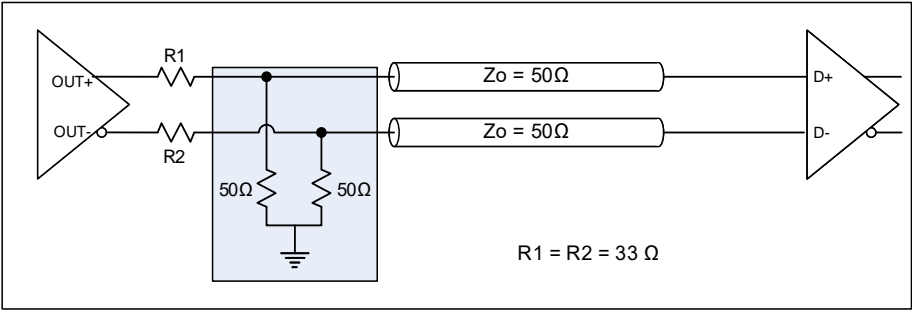 R1
OUT+
Zo = 50Ω
D+
OUT-
Zo = 50Ω
D-
R2
50Ω
50Ω
R1 = R2 = 33 Ω